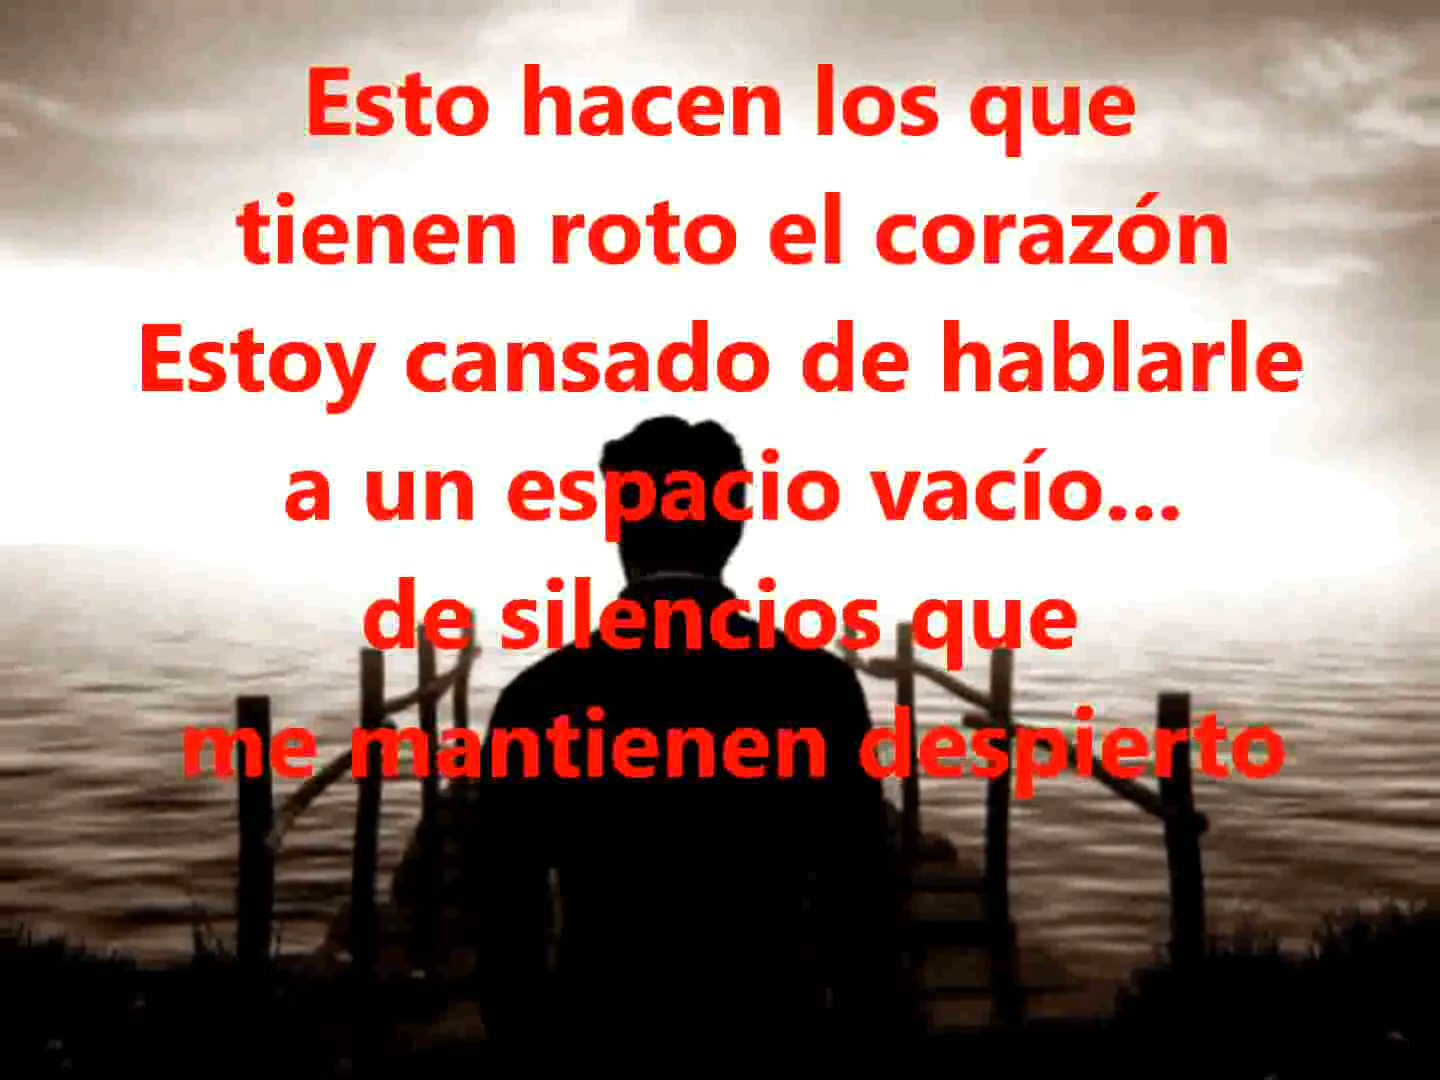 Esto hacen los que
tienen roto el corazón
Estoy cansado de hablarle
a un espacio vacío...
de silencios que
me mantienen despierto